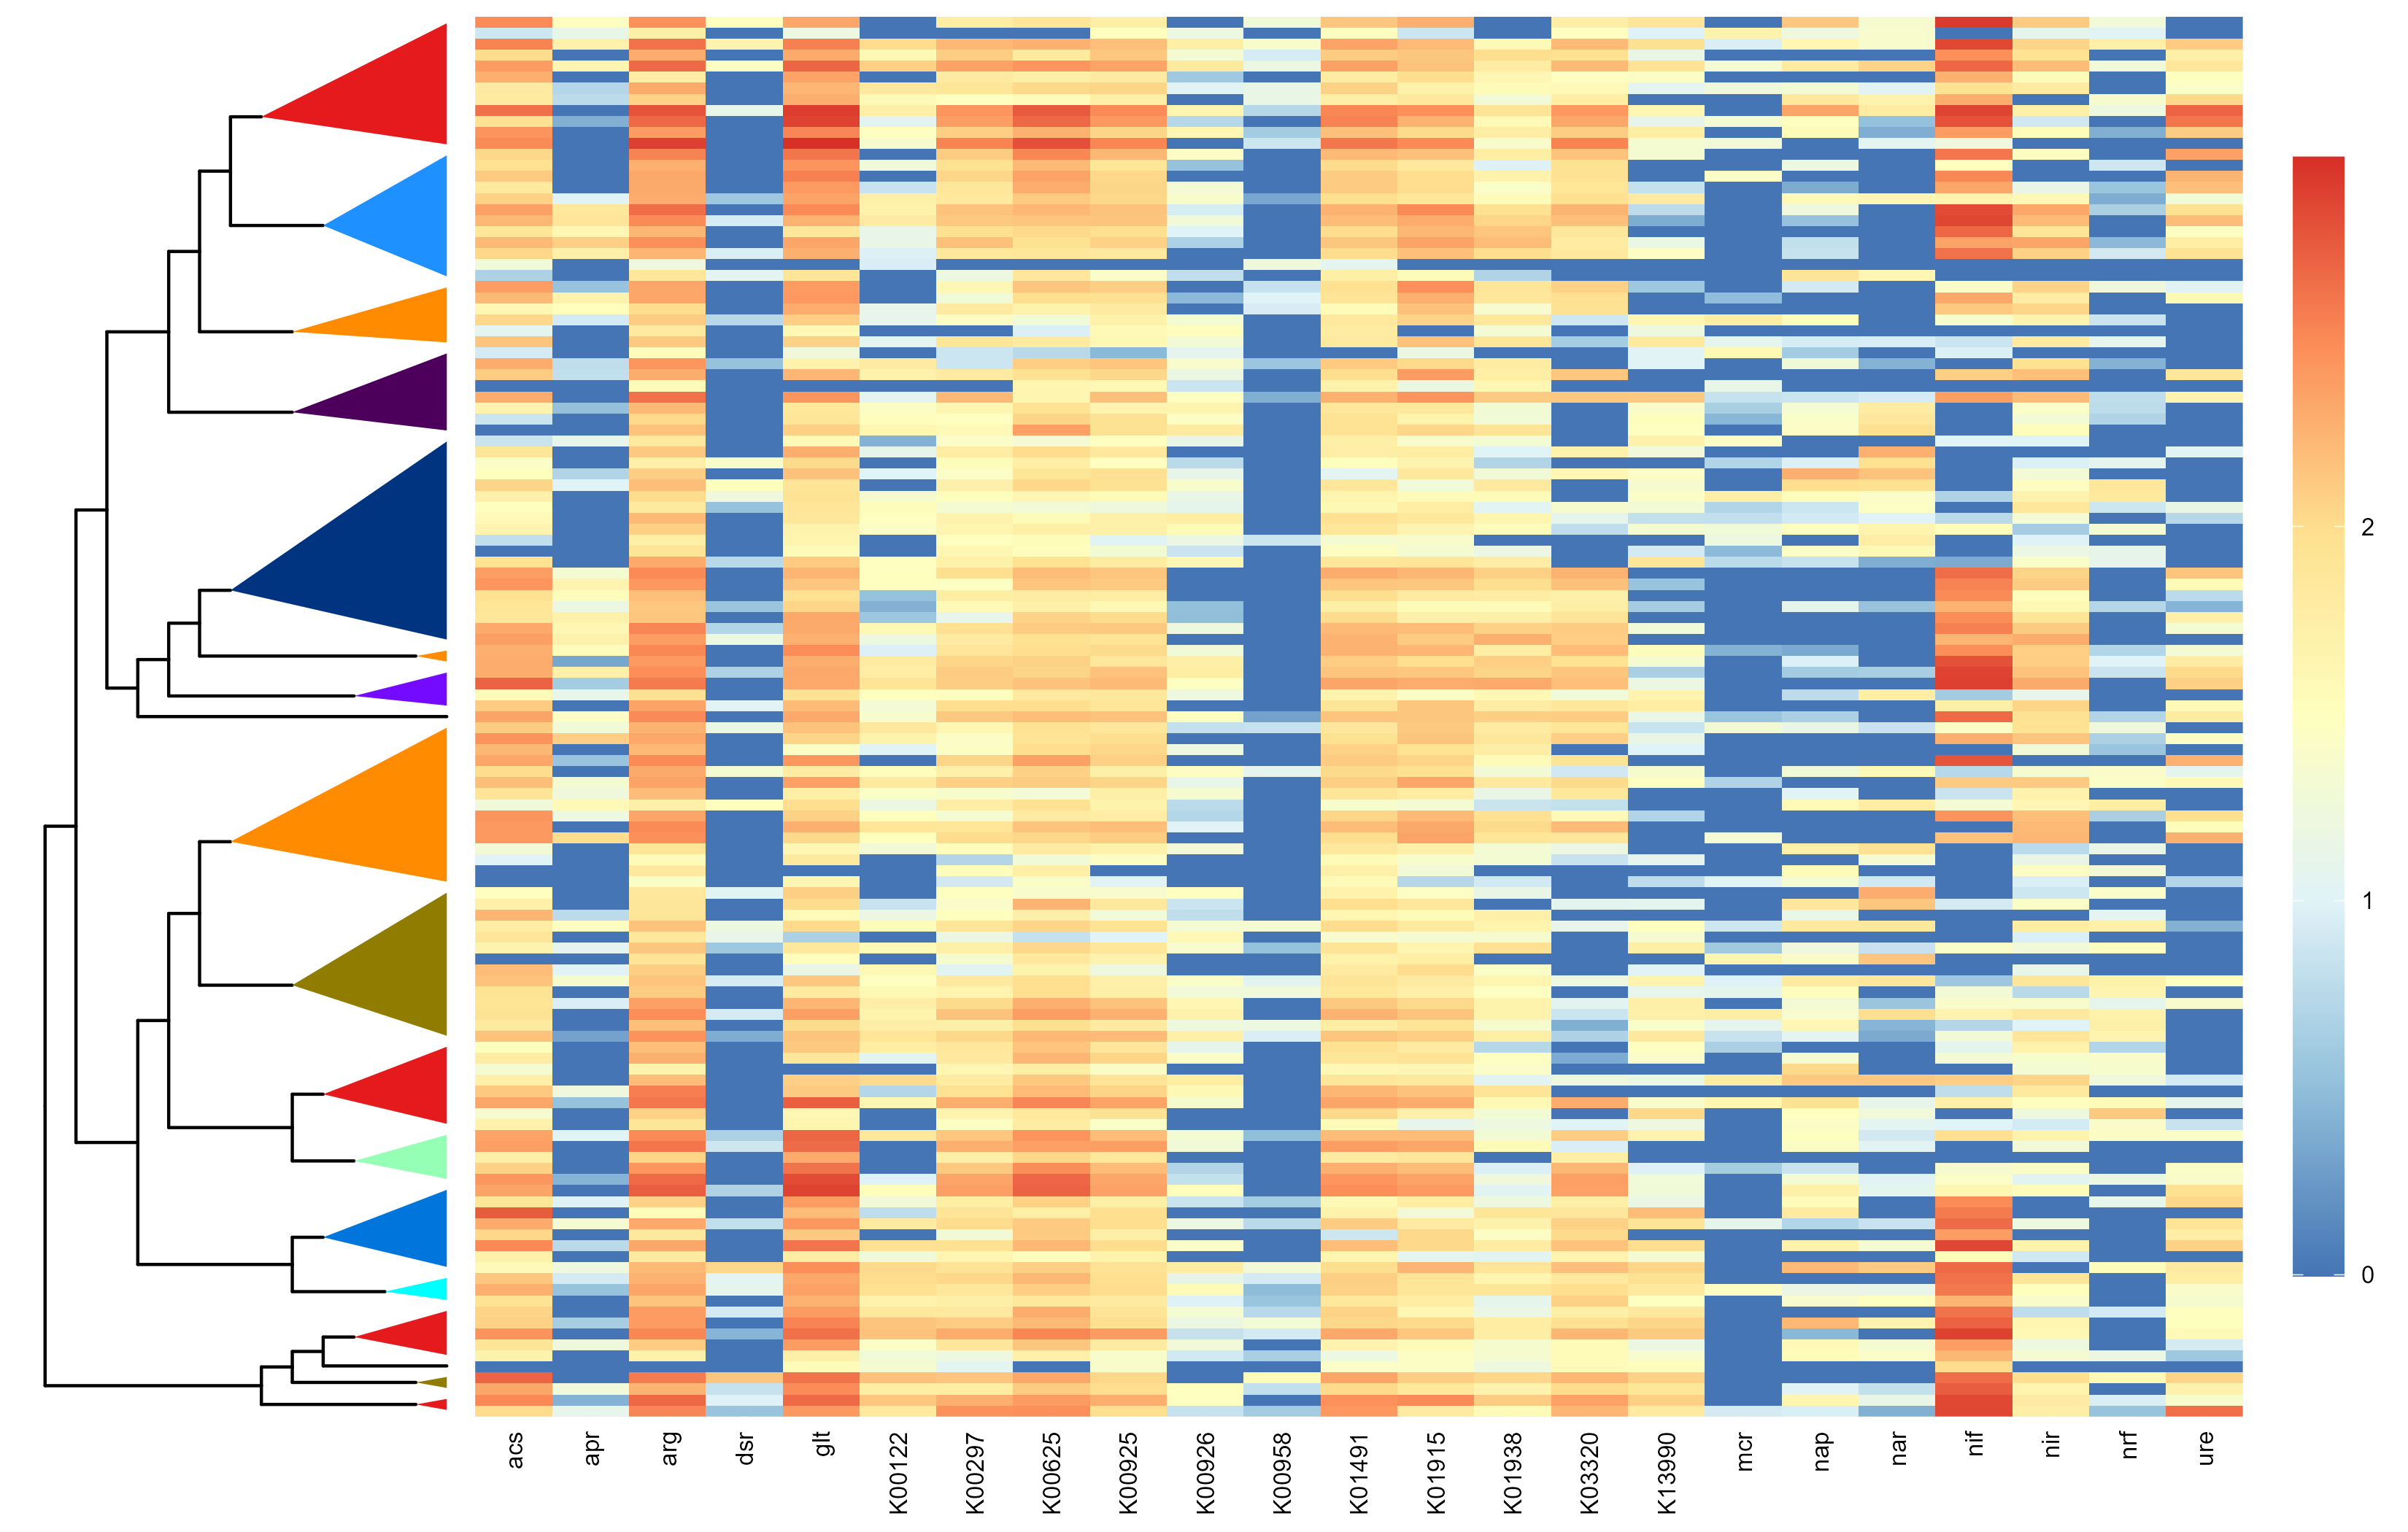 2
1
0
acs
apr
arg
dsr
glt
K00122
K00297
K00625
K00925
K00926
K00958
K01491
K01915
K01938
K03320
K13990
mcr
nap
nar
nif
nir
nrf
ure